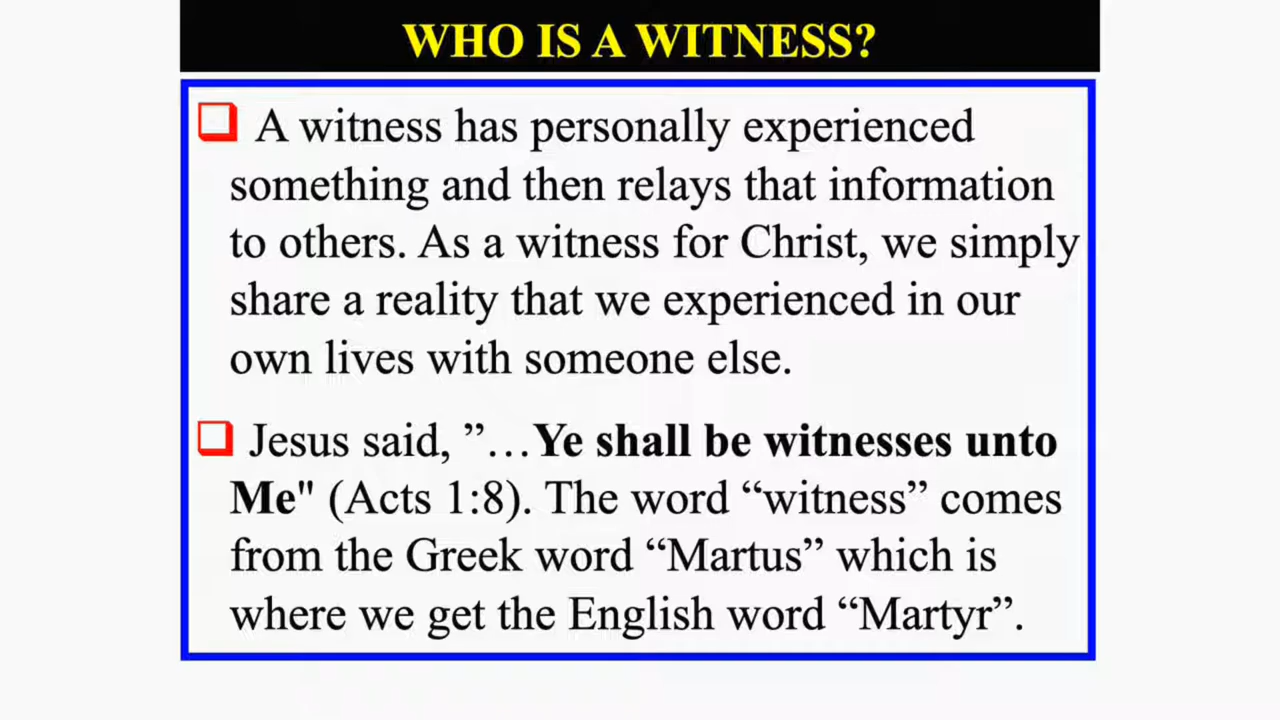 WHO IS A WITNESS?
A witness has personally experienced
something and then relays that information
to others. As a witness for Christ, we simply
share a reality that we experienced in our
own lives with someone else.
Jesus said, ”…Ye shall be witnesses unto
Me" (Acts 1:8). The word “witness” comes
from the Greek word “Martus” which is
where we get the English word “Martyr”.